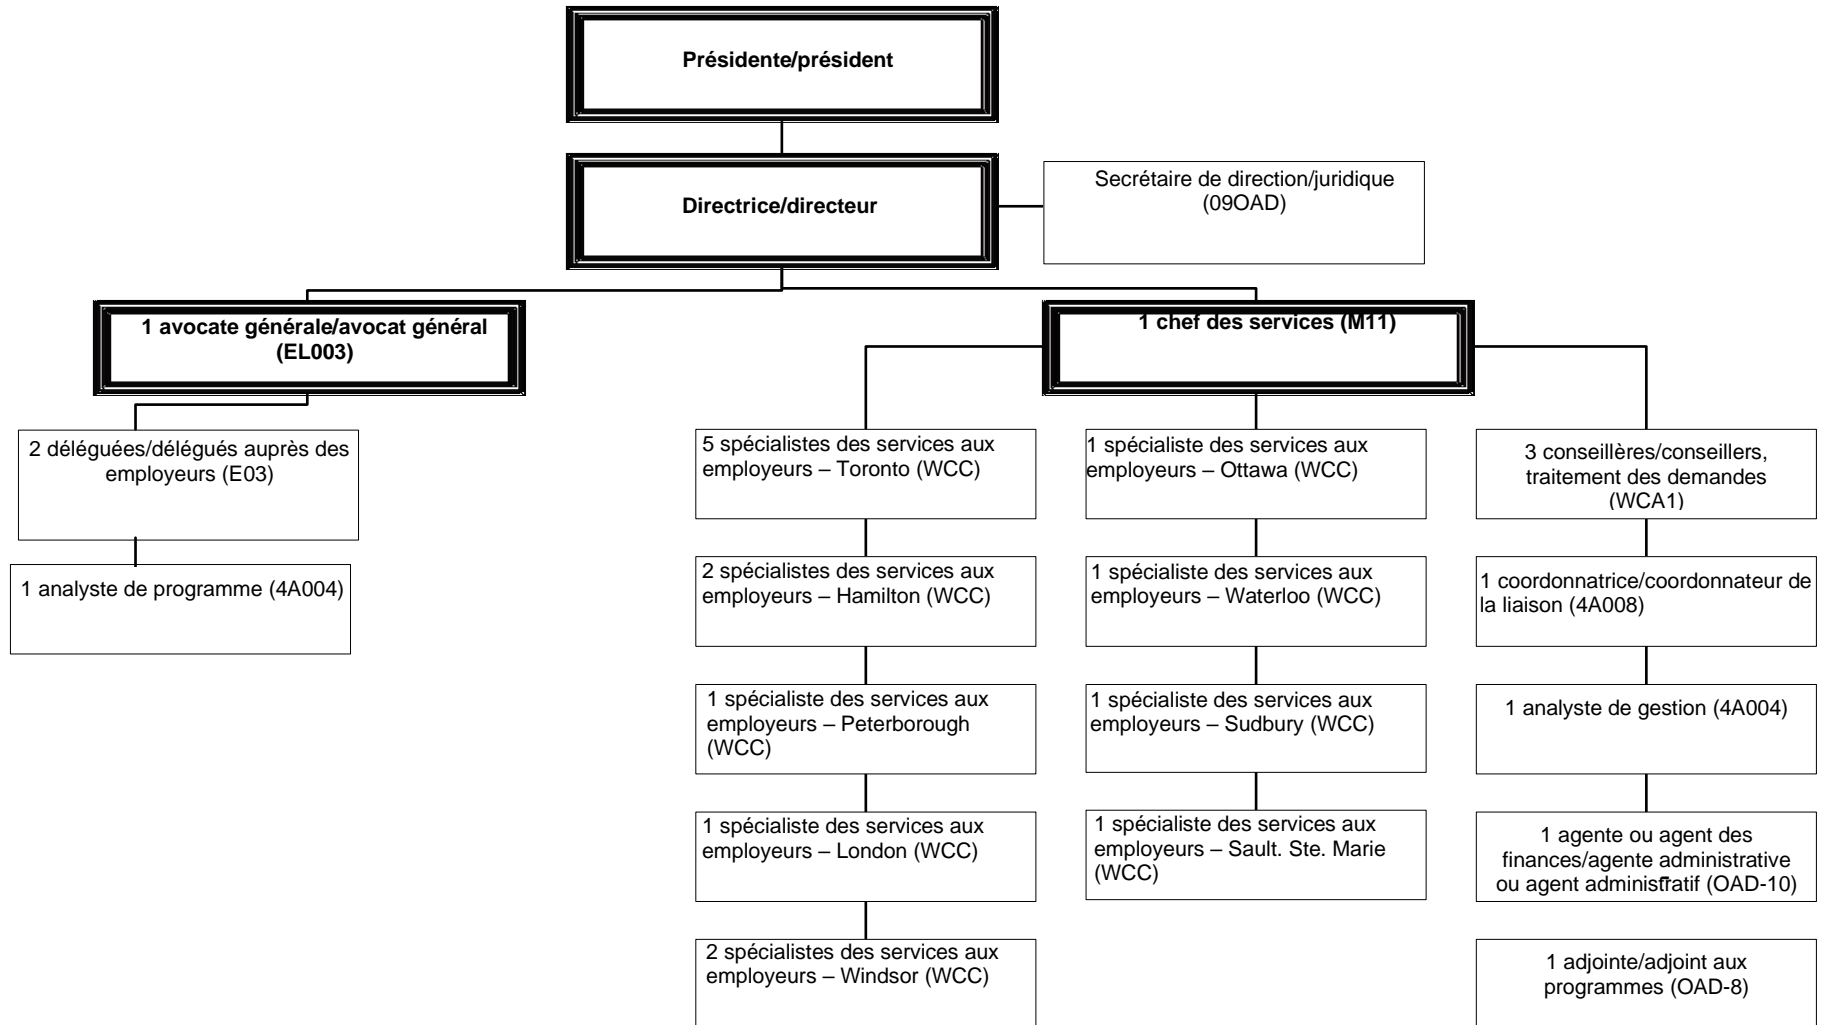 Présidente/président
Directrice/directeur
Secrétaire de direction/juridique
(09OAD)
1 avocate générale/avocat général
(EL003)
1 chef des services (M11)
2 déléguées/délégués auprès des
employeurs (E03)
1 analyste de programme (4A004)
5 spécialistes des services aux
employeurs – Toronto (WCC)
2 spécialistes des services aux
employeurs – Hamilton (WCC)
1 spécialiste des services aux
employeurs – Peterborough
(WCC)
1 spécialiste des services aux
employeurs – London (WCC)
2 spécialistes des services aux
employeurs – Windsor (WCC)
1 spécialiste des services aux
employeurs – Ottawa (WCC)
1 spécialiste des services aux
employeurs – Waterloo (WCC)
1 spécialiste des services aux
employeurs – Sudbury (WCC)
1 spécialiste des services aux
employeurs – Sault. Ste. Marie
(WCC)
3 conseillères/conseillers,
traitement des demandes
(WCA1)
1 coordonnatrice/coordonnateur de
la liaison (4A008)
1 analyste de gestion (4A004)
1 agente ou agent des
finances/agente administrative
ou agent administratif (OAD-10)
1 adjointe/adjoint aux
programmes (OAD-8)